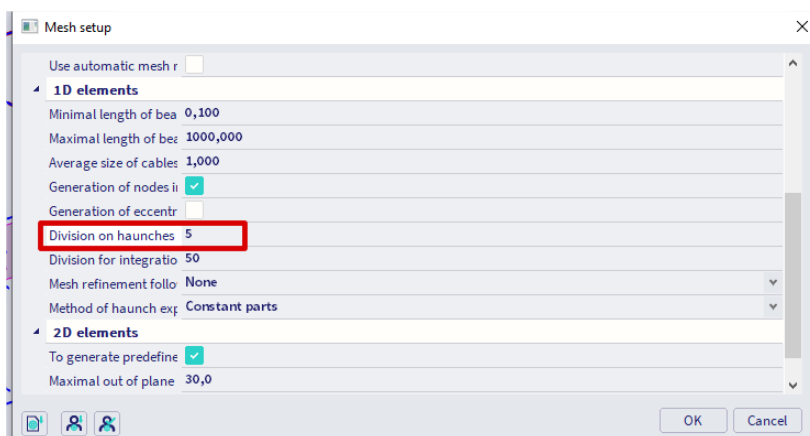 Mesh setup
Use automatic mesh r
1D elements
Minimal length of bea 0,100
Maximal length of bea 1000,000
Average size of cables 1,000
Generation of nodes i
Generation of eccentr
Division on haunches 5
Division for integratio 50
Mesh refinement follo None
Method of haunch exp Constant parts
2D elements
To generate predefine
Maximal out of plane 30,0
OK Cancel